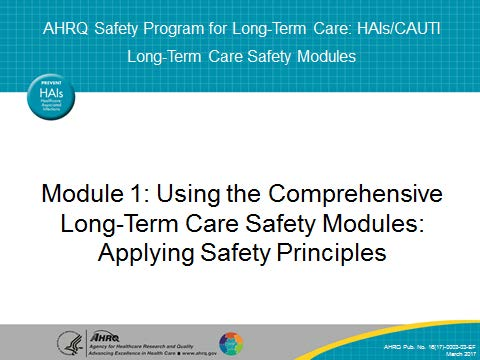 AHRQ Safety Program for Long-Term Care: HAIs/CAUTI
Long-Term Care Safety Modules
PREVENT
HAIs
Healthcare
Associated
Infections
Module 1: Using the Comprehensive
Long-Term Care Safety Modules:
Applying Safety Principles
AHRQ
Agency for Healthcare Research and Quality
Advancing Excellence in Health Care www.ahrq.gov
AHRQ Pub. No. 16(17)-0003-03-EF
March 2017